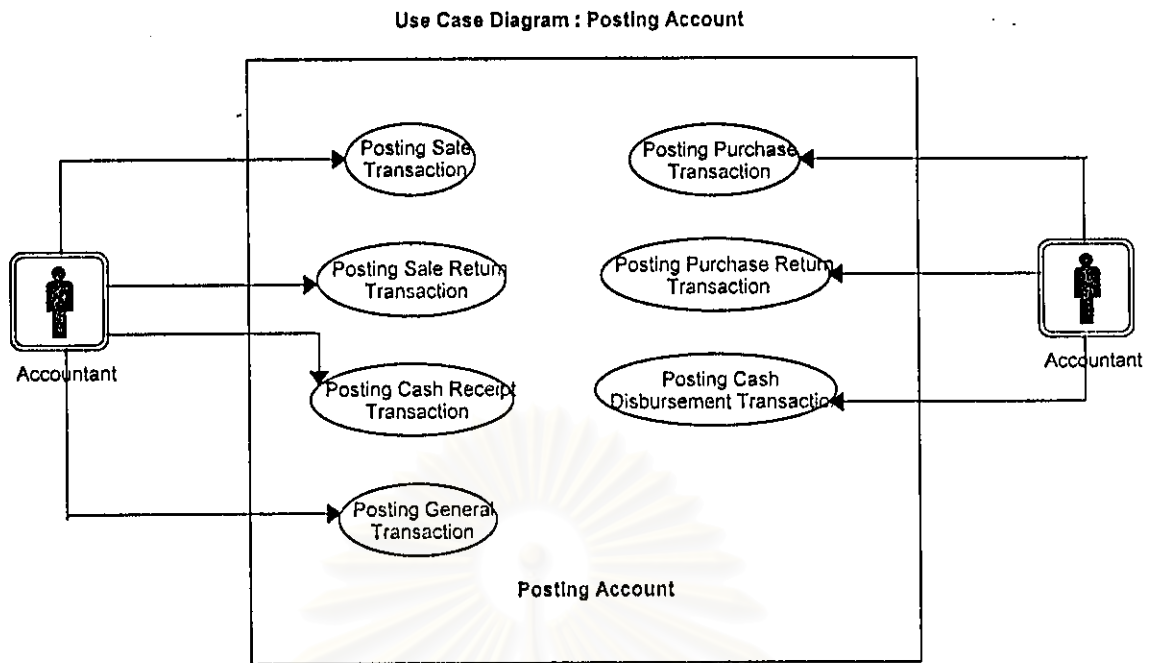 Use Case Diagram : Posting Account
Posting Sale
Transaction
Posting Purchase
Transaction
Posting Sale Return
Transaction
Posting Purchase Return
Transaction
Accountant
Accountant
Posting Cash Receipt
Transaction
Posting Cash
Disbursement Transaction
Posting General
Transaction
Posting Account